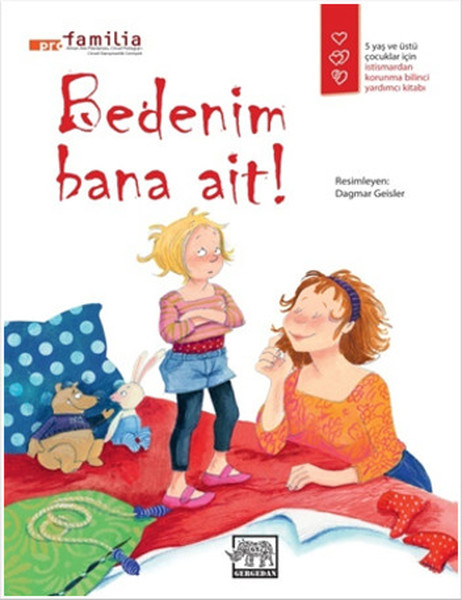 pro familia
5 yaş ve üstü
çocuklar için
istismardan
korunma bilinci
yardımcı kitabı
Bedenim
bana ait!
Resimleyen:
Dagmar Geisler
GERGEDAN